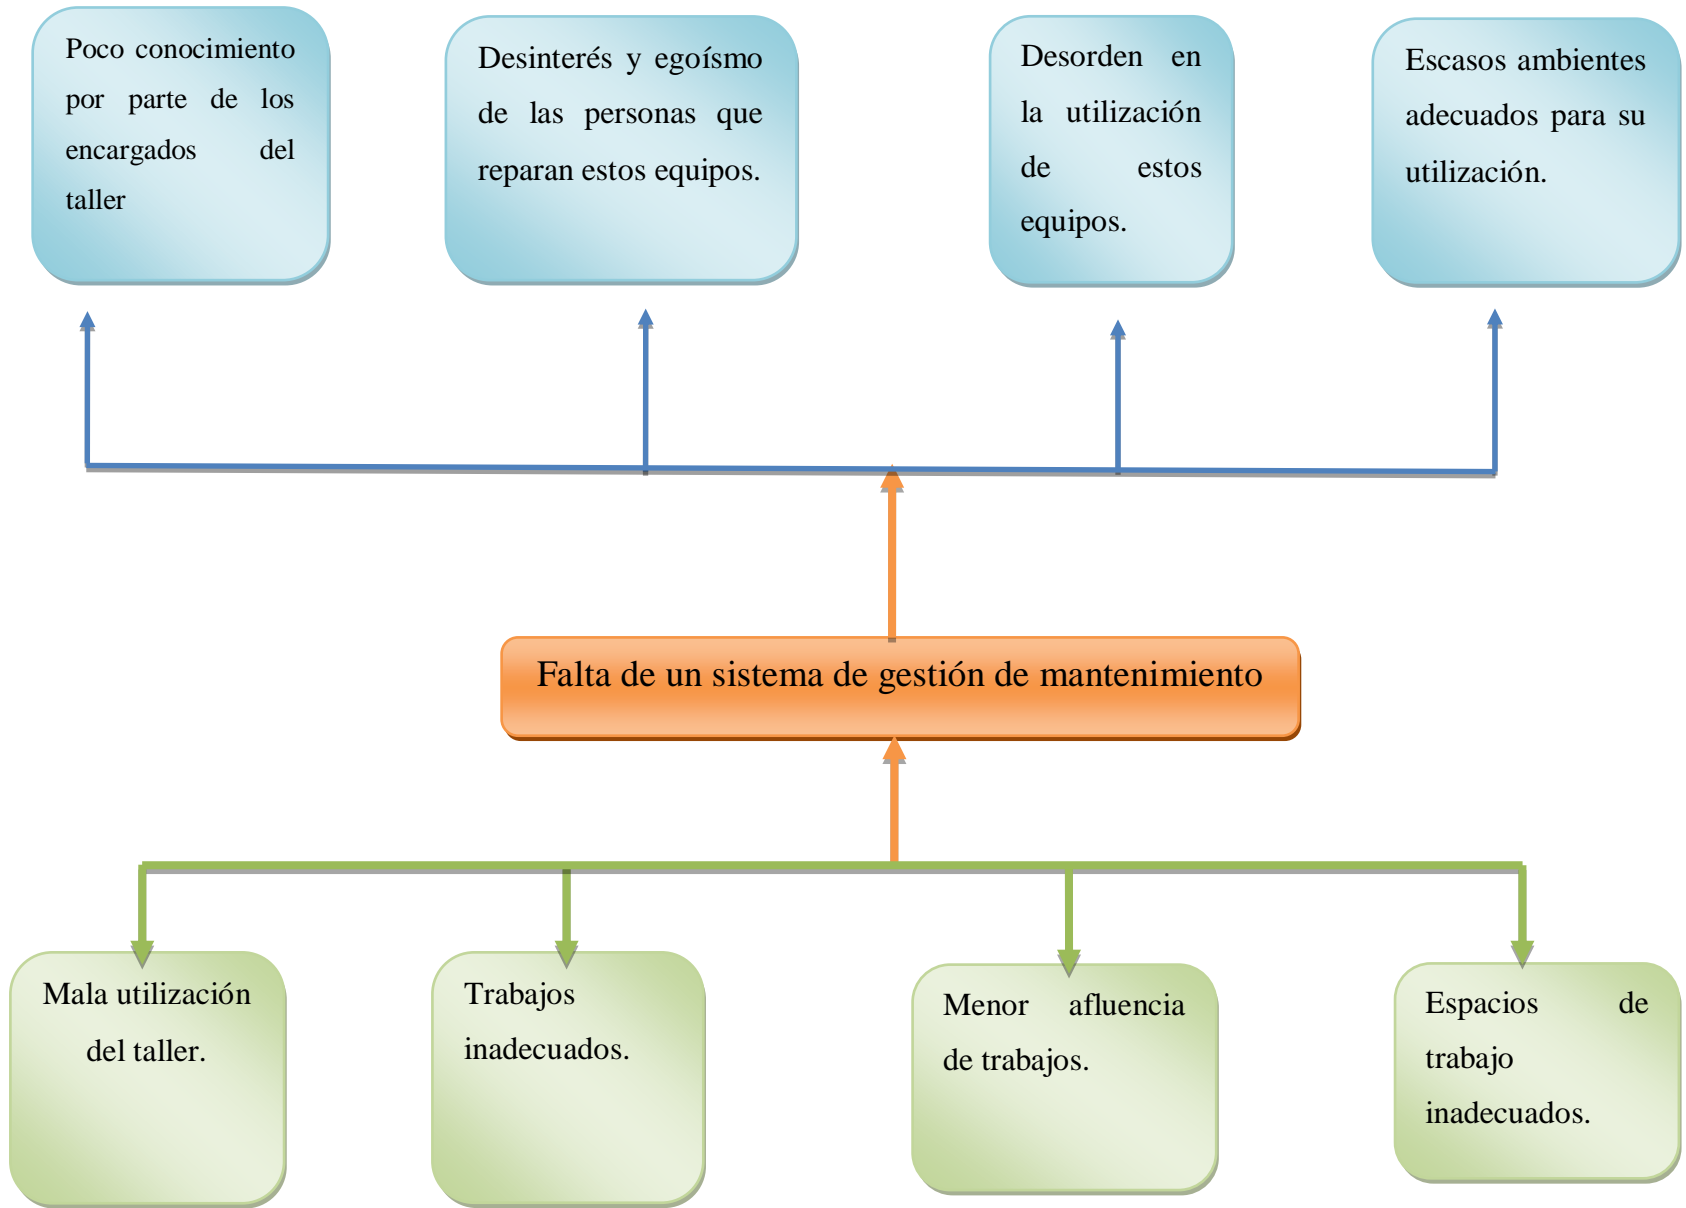 Poco conocimiento
por parte de los
encargados del
taller
Desinterés y egoísmo
de las personas que
reparan estos equipos.
Desorden en
la utilización
de estos
equipos.
Escasos ambientes
adecuados para su
utilización.
Falta de un sistema de gestión de mantenimiento
Mala utilización
del taller.
Trabajos
inadecuados.
Menor afluencia
de trabajos.
Espacios de
trabajo
inadecuados.